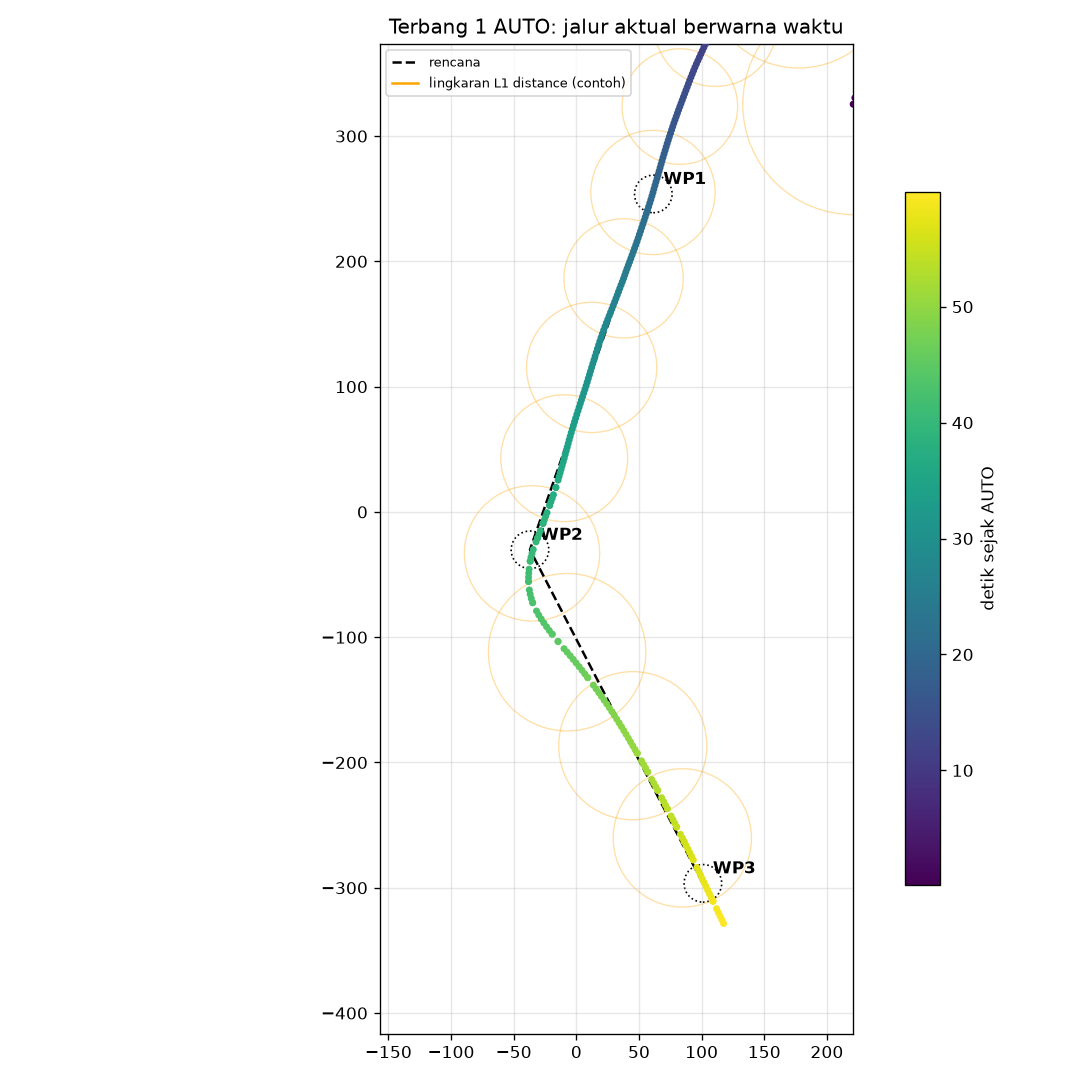 Terbang 1 AUTO: jalur aktual berwarna waktu
rencana
lingkaran L1 distance (contoh)
WP1
WP2
WP3
300
200
100
0
−100
−200
−300
−400
−150 −100 −50 0 50 100 150 200
50
40
30
20
10
detik sejak AUTO